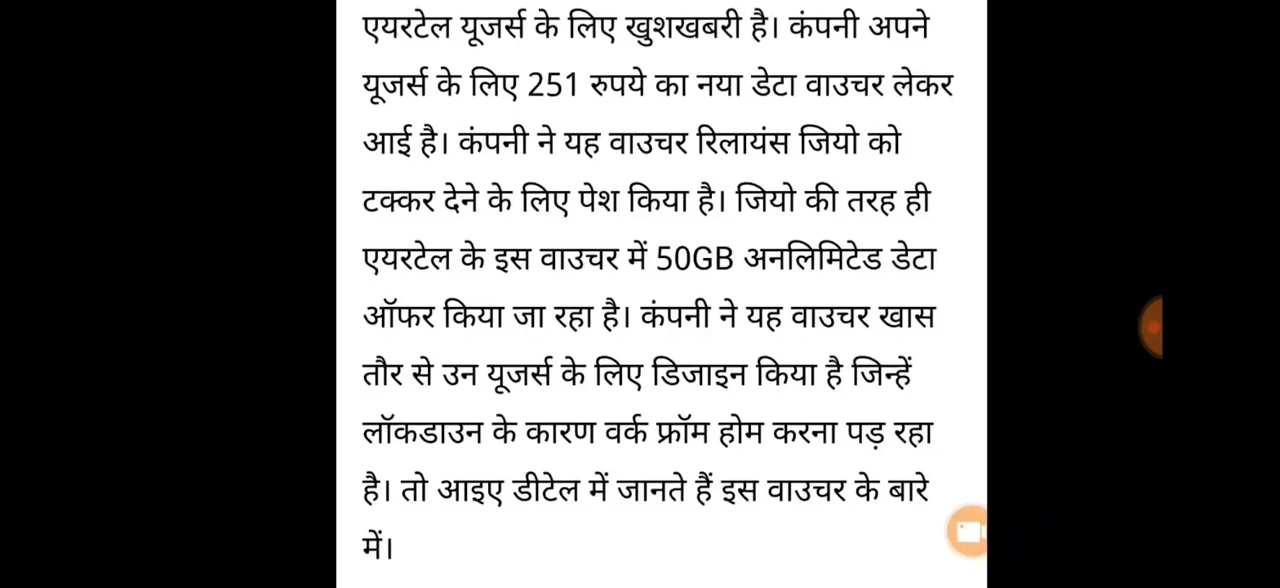 एयरटेल यूजर्स के लिए खुशखबरी है। कंपनी अपने
यूजर्स के लिए 251 रुपये का नया डेटा वाउचर लेकर
आई है। कंपनी ने यह वाउचर रिलायंस जियो को
टक्कर देने के लिए पेश किया है। जियो की तरह ही
एयरटेल के इस वाउचर में 50GB अनलिमिटेड डेटा
ऑफर किया जा रहा है। कंपनी ने यह वाउचर खास
तौर से उन यूजर्स के लिए डिजाइन किया है जिन्हें
लॉकडाउन के कारण वर्क फ्रॉम होम करना पड़ रहा
है। तो आइए डीटेल में जानते हैं इस वाउचर के बारे
में।